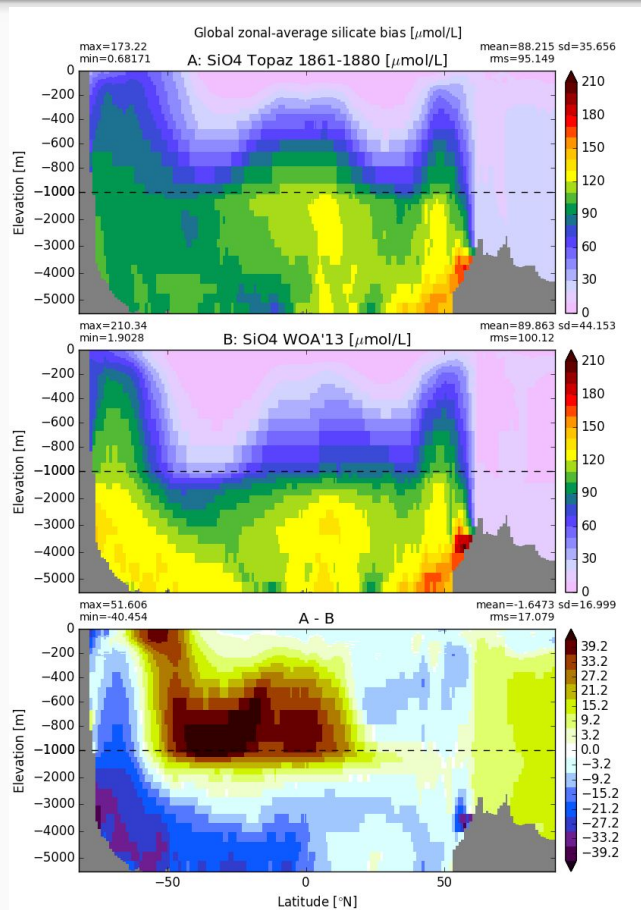 Global zonal-average silicate bias [μmol/L]
max=173.22
min=0.68171
A: SiO4 Topaz 1861-1880 [μmol/L]
mean=88.215 sd=35.656
rms=95.149
Elevation [m]
0
−200
−400
−600
−800
−1000
−2000
−3000
−4000
−5000
210
180
150
120
90
60
30
0
max=210.34
min=1.9028
B: SiO4 WOA'13 [μmol/L]
mean=89.863 sd=44.153
rms=100.12
Elevation [m]
0
−200
−400
−600
−800
−1000
−2000
−3000
−4000
−5000
210
180
150
120
90
60
30
0
max=51.606
min=-40.454
A - B
mean=-1.6473 sd=16.999
rms=17.079
Elevation [m]
0
−200
−400
−600
−800
−1000
−2000
−3000
−4000
−5000
39.2
33.2
27.2
21.2
15.2
9.2
3.2
0.0
−3.2
−9.2
−15.2
−21.2
−27.2
−33.2
−39.2
−50 0 50
Latitude [°N]